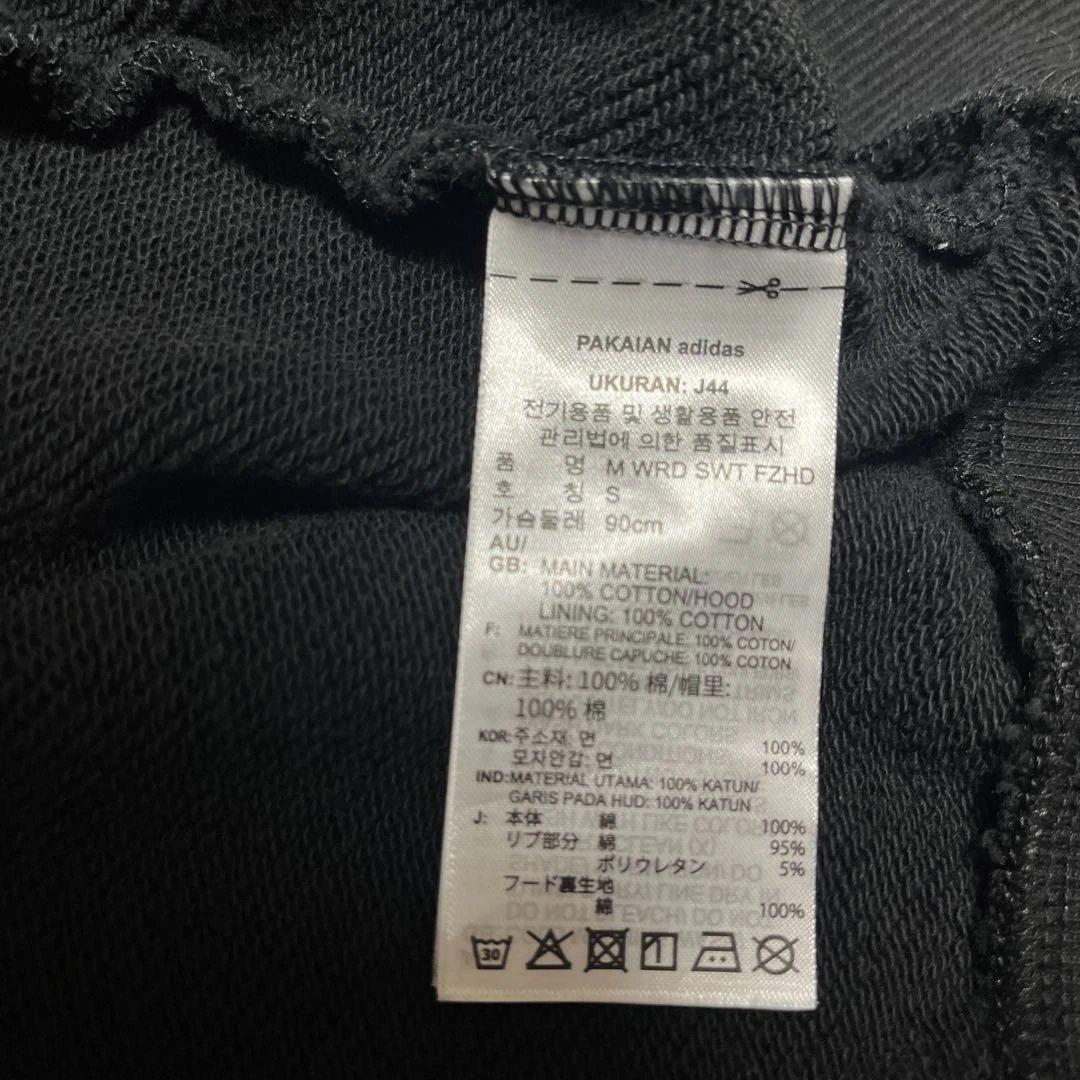 PAKAIAN adidas
UKURAN: J44
전기용품 및 생활용품 안전
관리법에 의한 품질표시
품 명 M WRD SWT FZHD
호 칭 S
가슴둘레 90cm
AU/
GB: MAIN MATERIAL:
100% COTTON/HOOD
LINING: 100% COTTON
F: MATIERE PRINCIPALE: 100% COTON/
DOUBLURE CAPUCHE: 100% COTON
CN: 主料: 100% 棉/帽里:
100% 棉
KOR: 주소재: 면 100%
모자안감: 면 100%
IND: MATERIAL UTAMA: 100% KATUN/
GARIS PADA HUD: 100% KATUN
J: 本体 綿 100%
リブ部分 綿 95%
ポリウレタン 5%
フード裏生地
綿 100%
30